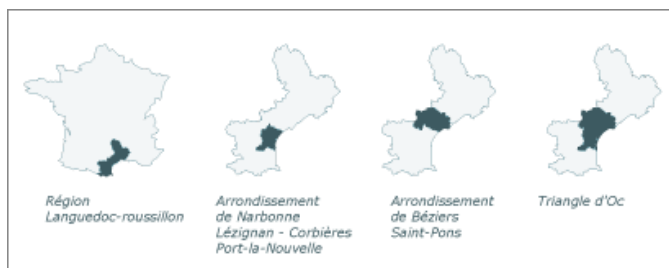 Région
Languedoc-roussillon
Arrondissement
de Narbonne
Lézignan - Corbières
Port-la-Nouvelle
Arrondissement
de Béziers
Saint-Pons
Triangle d'Oc